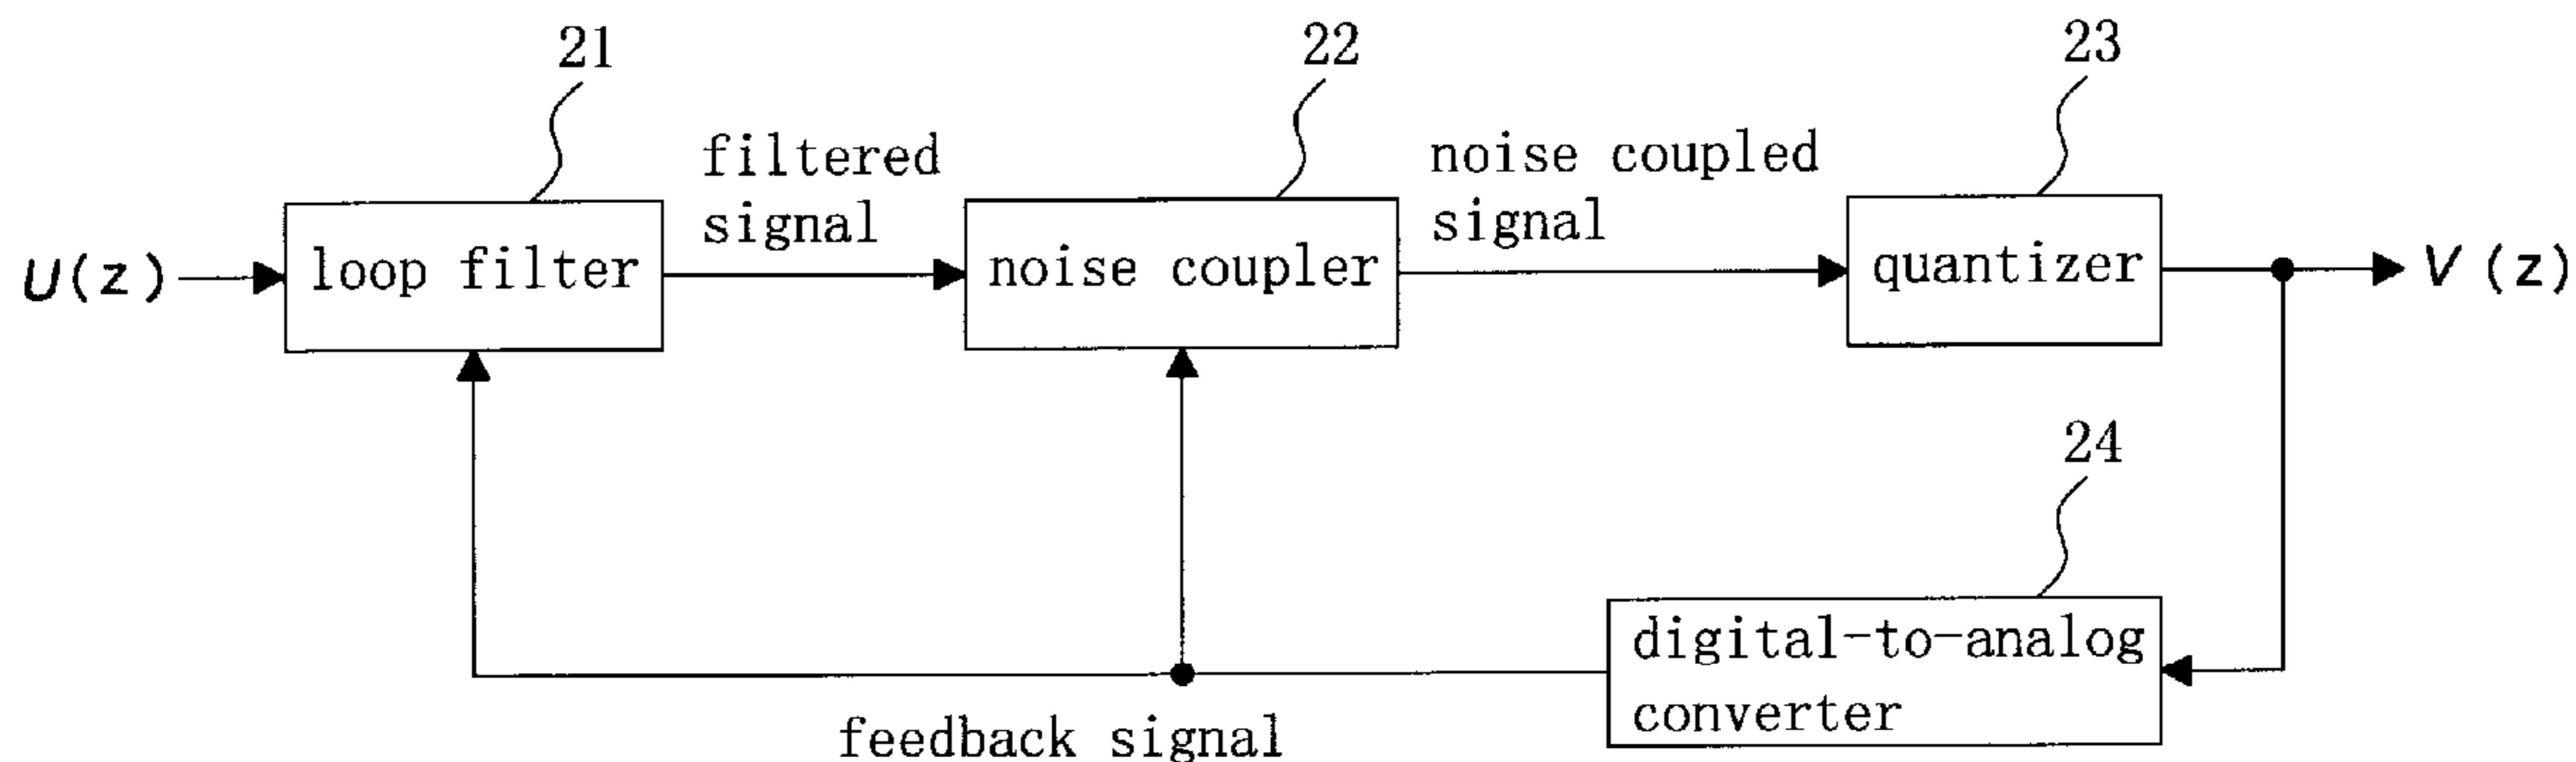 21
22
23
filtered
signal
noise coupled
signal
U(z)
loop filter
noise coupler
quantizer
V (z)
24
digital-to-analog
converter
feedback signal